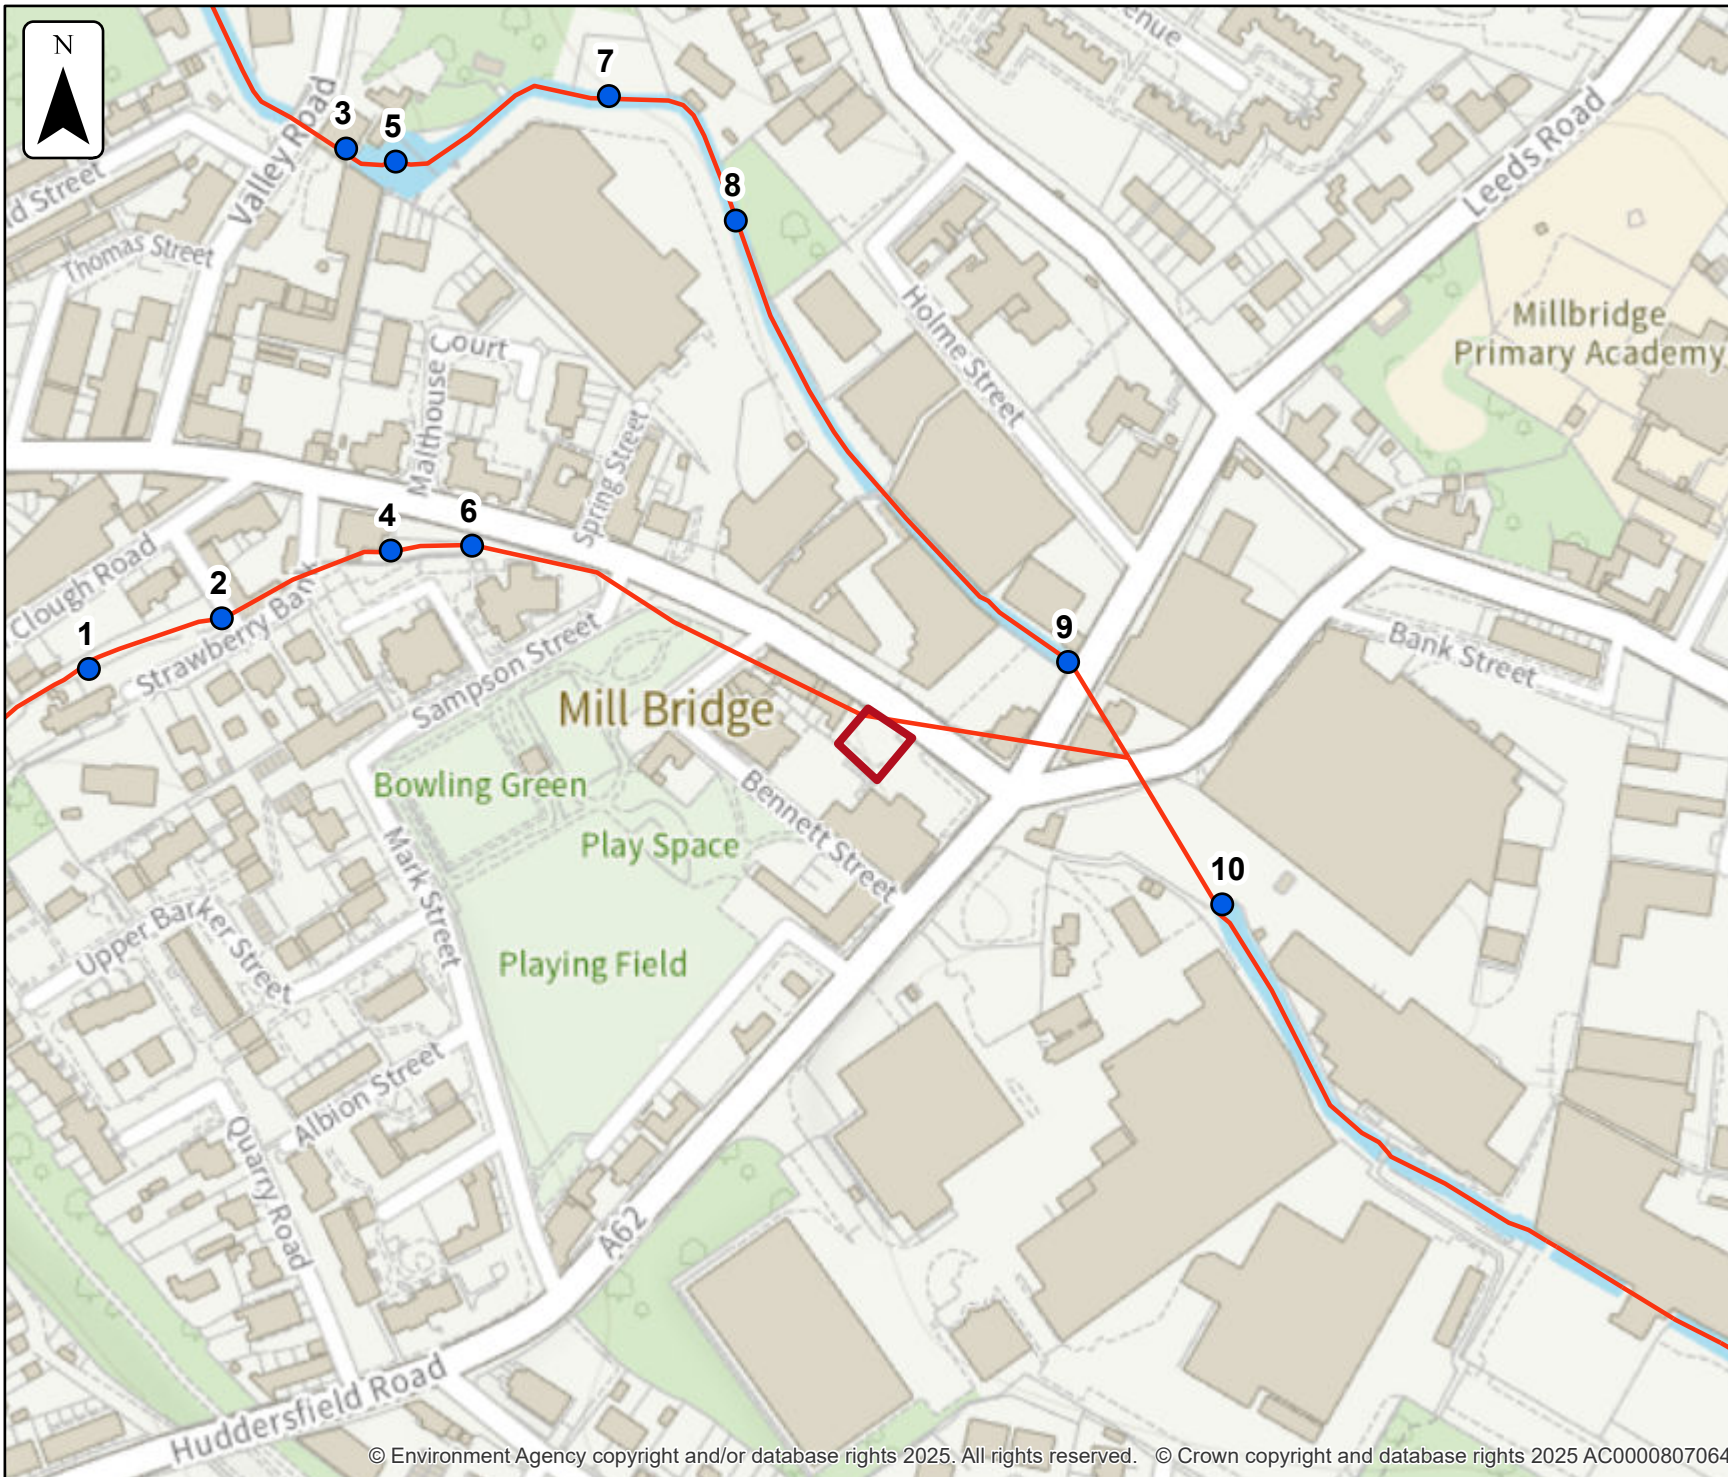 N
enue
7
3
5
Valley Road
Leeds Road
ld Street
8
Thomas Street
Holme Street
Millbridge
Primary Academy
Court
Malthouse
Spring Street
4
6
Clough Road
2
Strawberry Bank
1
9
Bank Street
Sampson Street
Mill Bridge
Bowling Green
Bennett Street
Play Space
Mark Street
10
Upper Barker Street
Playing Field
Albion Street
Quarry Road
A62
Huddersfield Road
© Environment Agency copyright and/or database rights 2025. All rights reserved. © Crown copyright and database rights 2025 AC0000807064